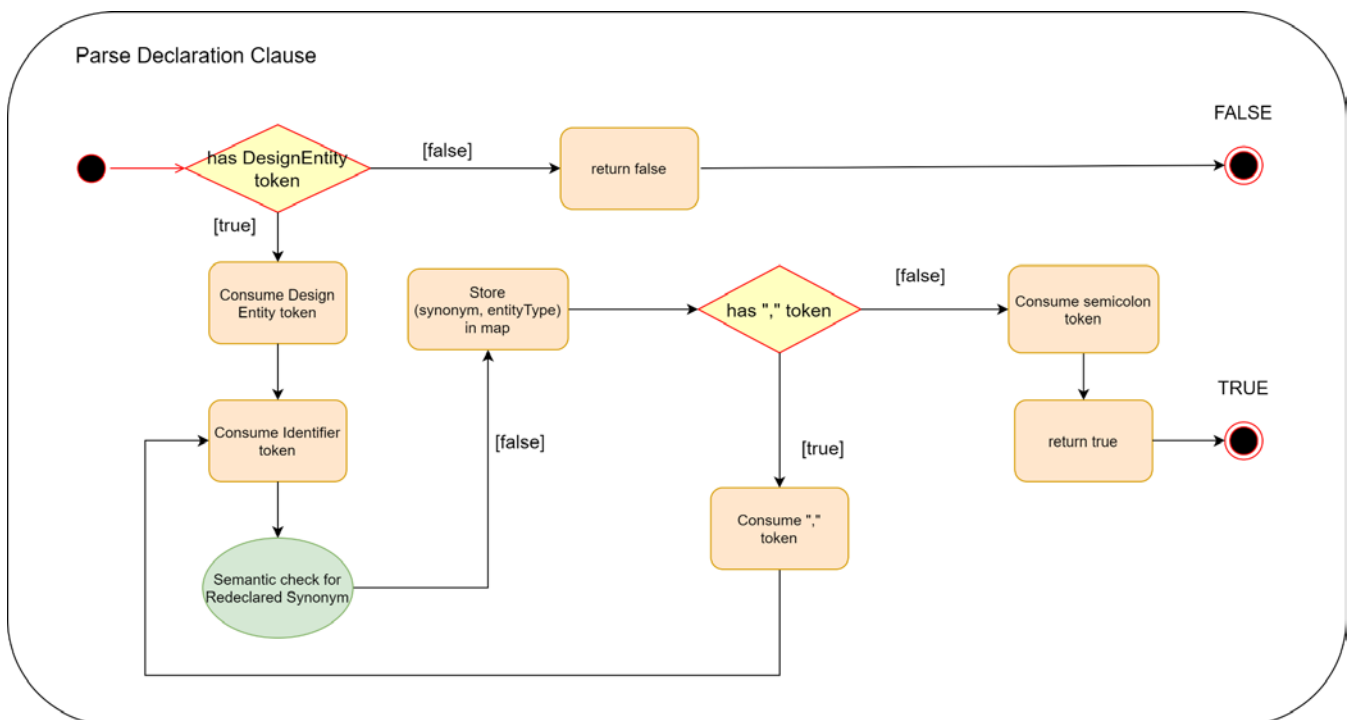 Parse Declaration Clause
FALSE
has DesignEntity
token
[false]
return false
[true]
Consume Design
Entity token
Store
(synonym, entityType)
in map
has "," token
[false]
Consume semicolon
token
TRUE
Consume Identifier
token
[false]
[true]
return true
Consume ","
token
Semantic check for
Redeclared Synonym